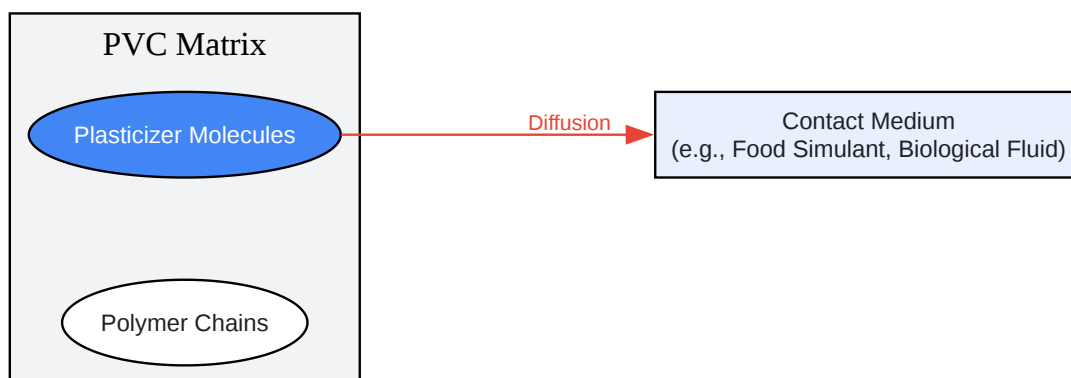 PVC Matrix
Plasticizer Molecules
Diffusion
Contact Medium
(e.g., Food Simulant, Biological Fluid)
Polymer Chains